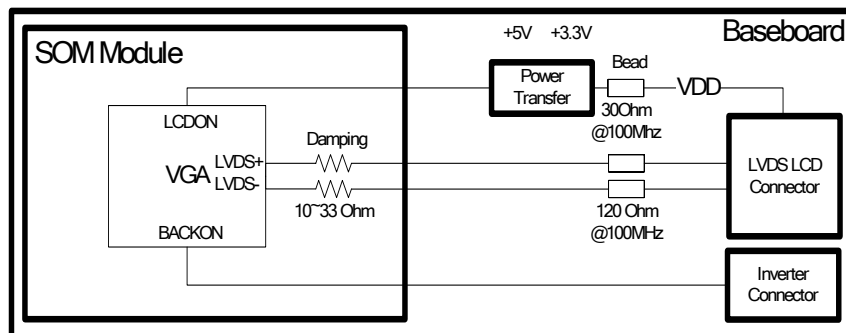 Baseboard
SOM Module
+5V +3.3V
Bead
Power
Transfer
VDD
30Ohm
@100Mhz
LCDON
Damping
VGA
LVDS+
LVDS-
10~33 Ohm
120 Ohm
@100MHz
LVDS LCD
Connector
BACKON
Inverter
Connector